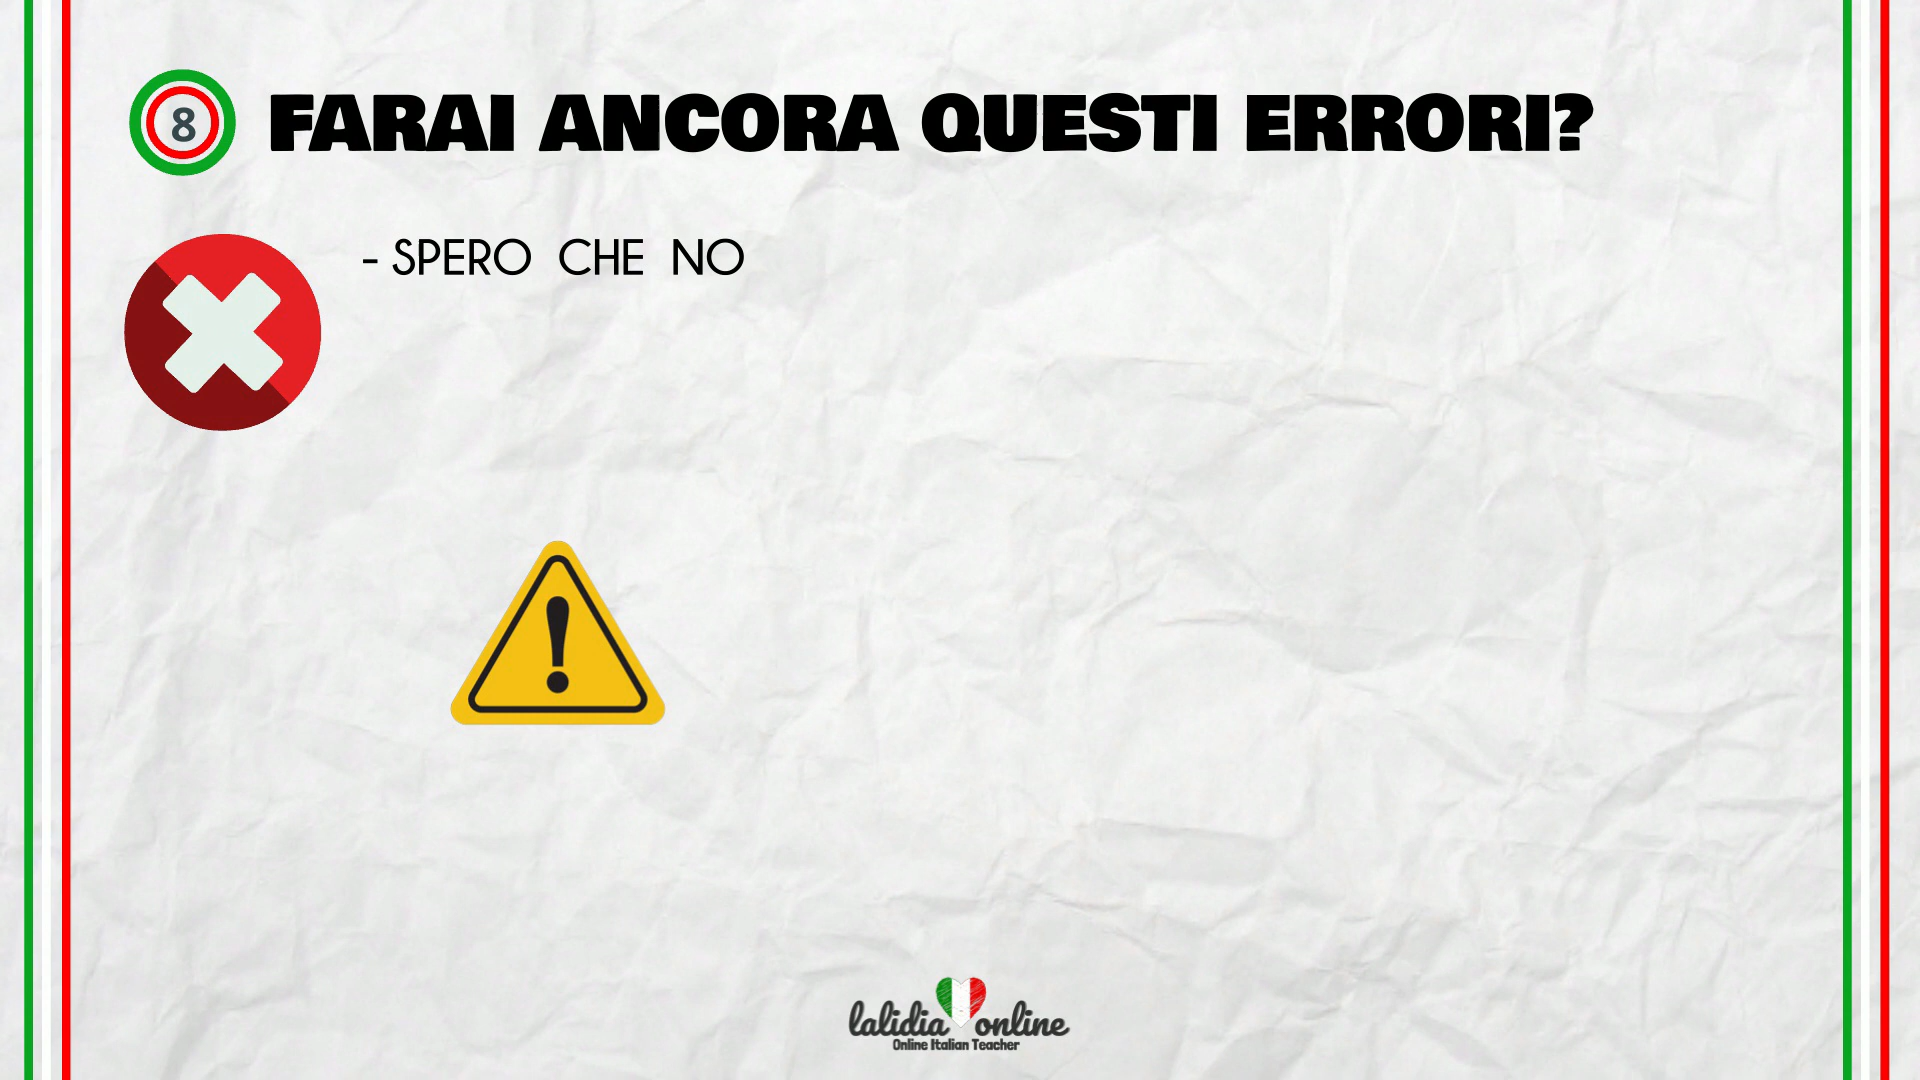 8 FARAI ANCORA QUESTI ERRORI?
- SPERO CHE NO
lalidia online
Online Italian Teacher